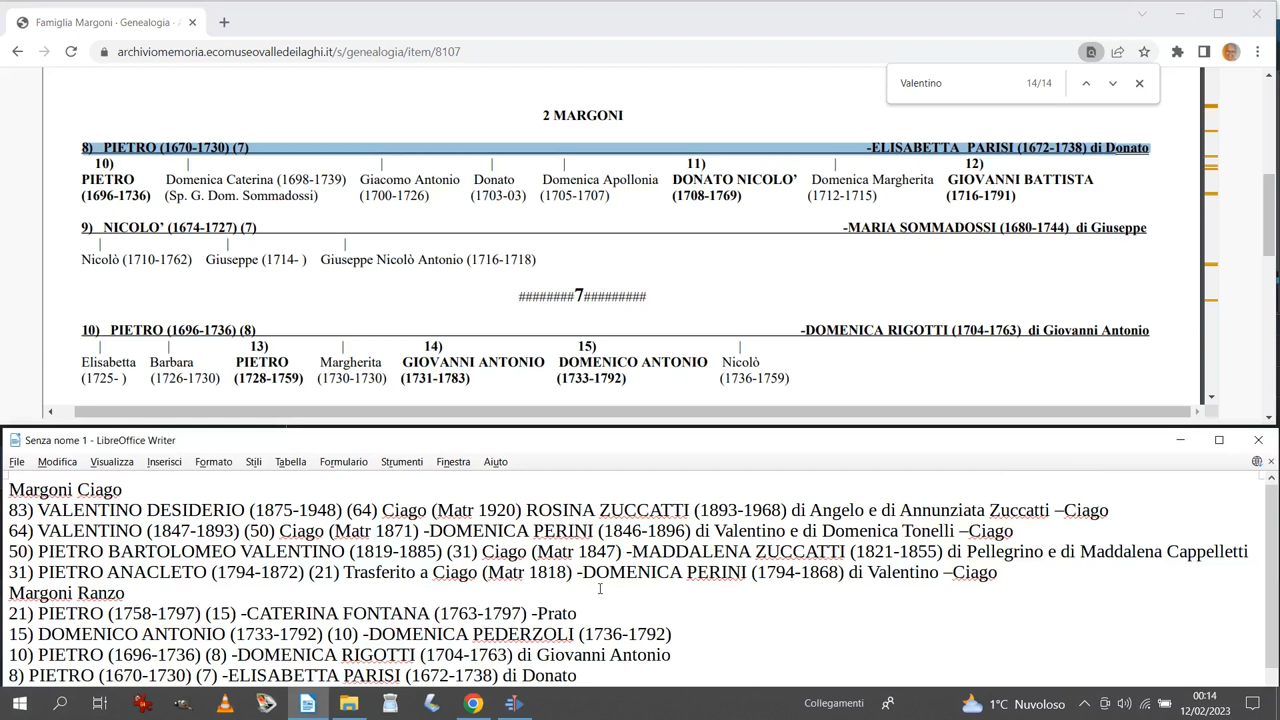 Famiglia Margoni · Genealogia ·
archiviomemoria.ecomuseovalledeilaghi.it/s/genealogia/item/8107
Valentino 14/14
2 MARGONI
8) PIETRO (1670-1730) (7) -ELISABETTA PARISI (1672-1738) di Donato
10) | | | | 11) | 12)
PIETRO Domenica Caterina (1698-1739) Giacomo Antonio Donato Domenica Apollonia DONATO NICOLO' Domenica Margherita GIOVANNI BATTISTA
(1696-1736) (Sp. G. Dom. Sommadossi) (1700-1726) (1703-03) (1705-1707) (1708-1769) (1712-1715) (1716-1791)
9) NICOLO' (1674-1727) (7) -MARIA SOMMADOSSI (1680-1744) di Giuseppe
| | |
Nicolò (1710-1762) Giuseppe (1714- ) Giuseppe Nicolò Antonio (1716-1718)
########7#########
10) PIETRO (1696-1736) (8) -DOMENICA RIGOTTI (1704-1763) di Giovanni Antonio
| | 13) | 14) 15) |
Elisabetta Barbara PIETRO Margherita GIOVANNI ANTONIO DOMENICO ANTONIO Nicolò
(1725- ) (1726-1730) (1728-1759) (1730-1730) (1731-1783) (1733-1792) (1736-1759)
Senza nome 1 - LibreOffice Writer
File Modifica Visualizza Inserisci Formato Stili Tabella Formulario Strumenti Finestra Aiuto
Margoni Ciago
83) VALENTINO DESIDERIO (1875-1948) (64) Ciago (Matr 1920) ROSINA ZUCCATTI (1893-1968) di Angelo e di Annunziata Zuccatti –Ciago
64) VALENTINO (1847-1893) (50) Ciago (Matr 1871) -DOMENICA PERINI (1846-1896) di Valentino e di Domenica Tonelli –Ciago
50) PIETRO BARTOLOMEO VALENTINO (1819-1885) (31) Ciago (Matr 1847) -MADDALENA ZUCCATTI (1821-1855) di Pellegrino e di Maddalena Cappelletti
31) PIETRO ANACLETO (1794-1872) (21) Trasferito a Ciago (Matr 1818) -DOMENICA PERINI (1794-1868) di Valentino –Ciago
Margoni Ranzo
21) PIETRO (1758-1797) (15) -CATERINA FONTANA (1763-1797) -Prato
15) DOMENICO ANTONIO (1733-1792) (10) -DOMENICA PEDERZOLI (1736-1792)
10) PIETRO (1696-1736) (8) -DOMENICA RIGOTTI (1704-1763) di Giovanni Antonio
8) PIETRO (1670-1730) (7) -ELISABETTA PARISI (1672-1738) di Donato
Collegamenti 1°C Nuvoloso 00:14
12/02/2023